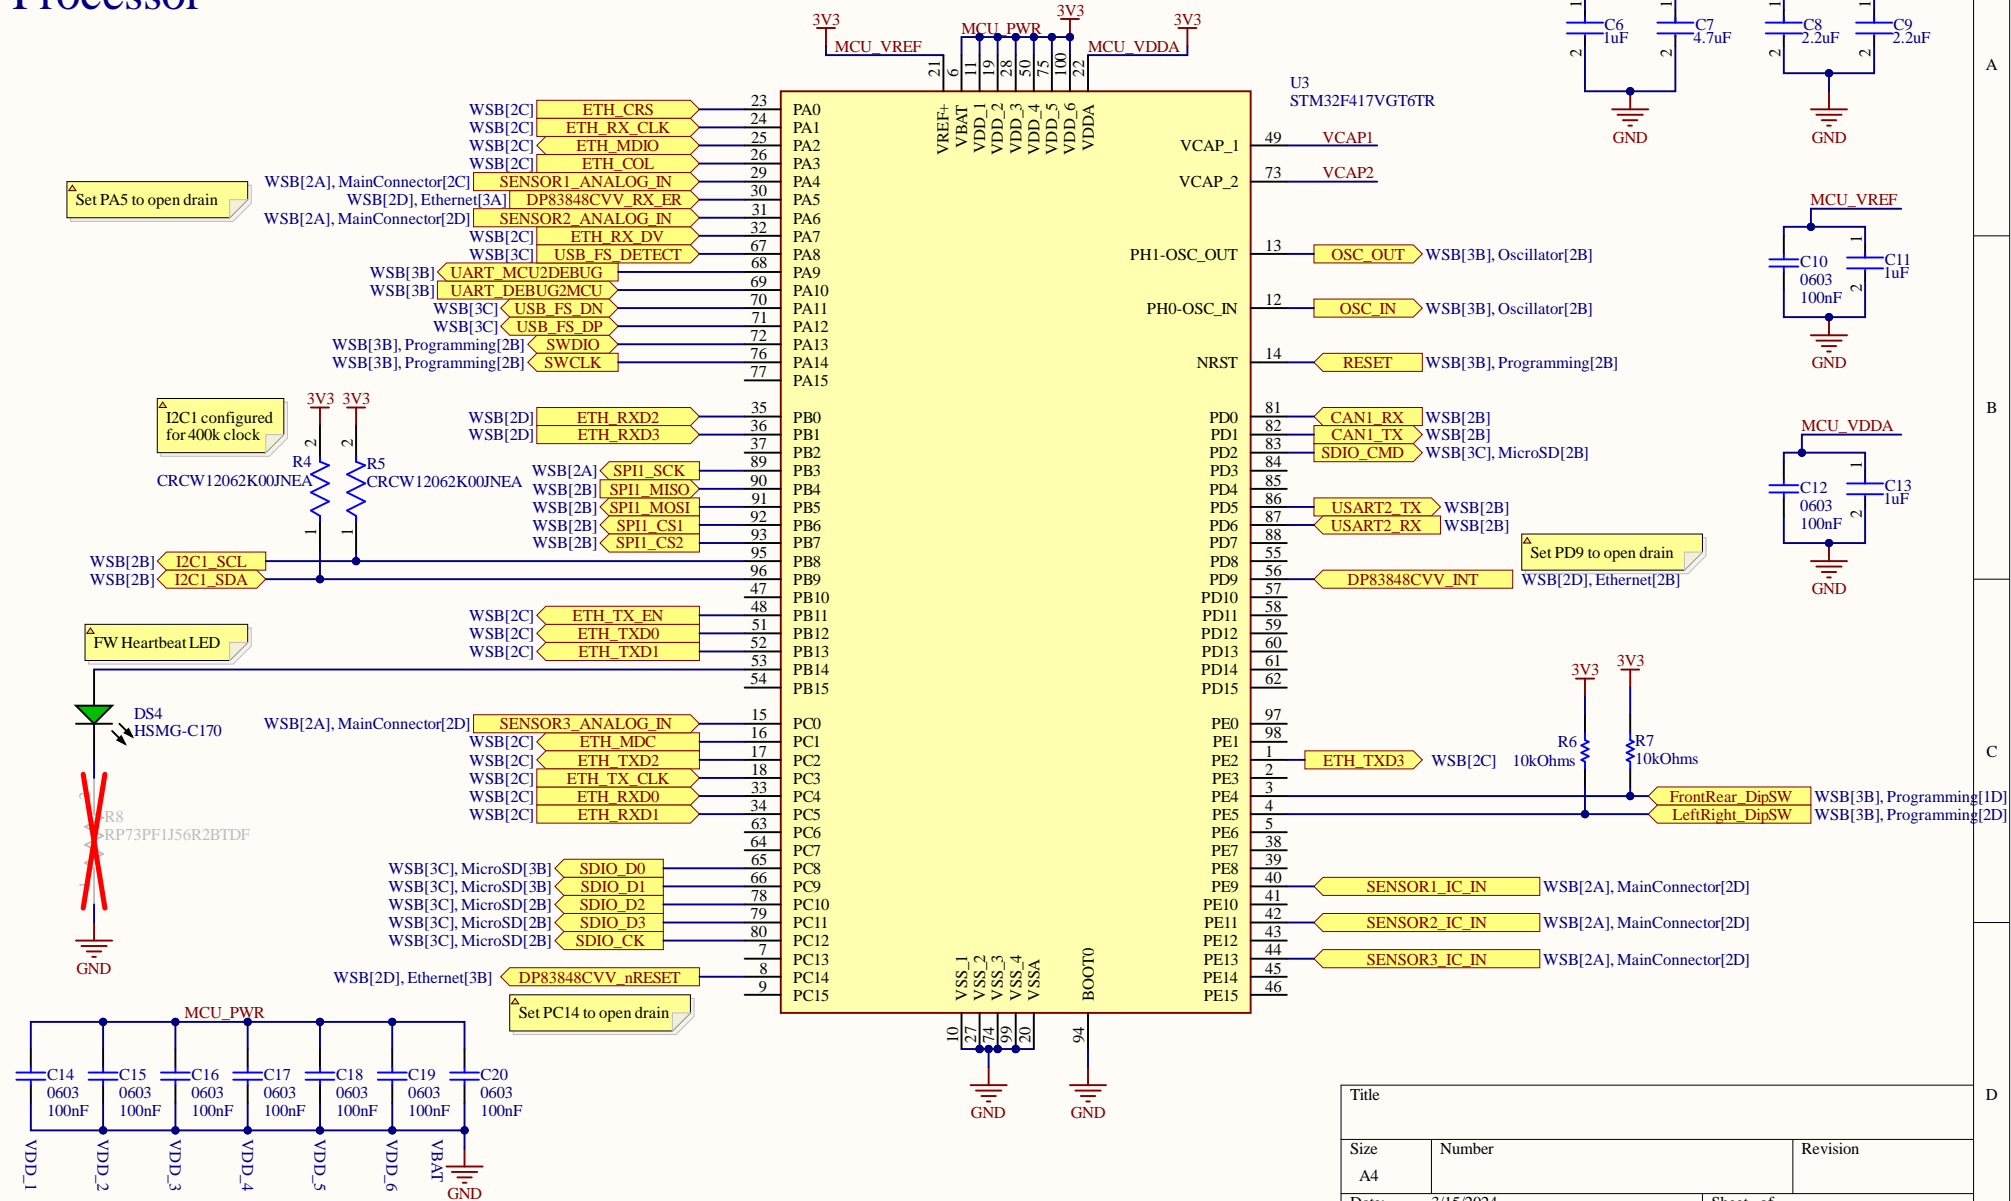 Processor
3V3
MCU_VREF
MCU_PWR
3V3
3V3
MCU_VDDA
21
6
11
19
28
50
75
100
22
VREF+
VBAT
VDD_1
VDD_2
VDD_3
VDD_4
VDD_5
VDD_6
VDDA
U3
STM32F417VGT6TR
WSB[2C] ETH_CRS 23 PA0
WSB[2C] ETH_RX_CLK 24 PA1
WSB[2C] ETH_MDIO 25 PA2
WSB[2C] ETH_COL 26 PA3
WSB[2A], MainConnector[2C] SENSOR1_ANALOG_IN 29 PA4
WSB[2D], Ethernet[3A] DP83848CVV_RX_ER 30 PA5
WSB[2A], MainConnector[2D] SENSOR2_ANALOG_IN 31 PA6
WSB[2C] ETH_RX_DV 32 PA7
WSB[3C] USB_FS_DETECT 67 PA8
WSB[3B] UART_MCU2DEBUG 68 PA9
WSB[3B] UART_DEBUG2MCU 69 PA10
WSB[3C] USB_FS_DN 70 PA11
WSB[3C] USB_FS_DP 71 PA12
WSB[3B], Programming[2B] SWDIO 72 PA13
WSB[3B], Programming[2B] SWCLK 76 PA14
77 PA15
Set PA5 to open drain
WSB[2D] ETH_RXD2 35 PB0
WSB[2D] ETH_RXD3 36 PB1
37 PB2
WSB[2A] SPI1_SCK 89 PB3
WSB[2B] SPI1_MISO 90 PB4
WSB[2B] SPI1_MOSI 91 PB5
WSB[2B] SPI1_CS1 92 PB6
WSB[2B] SPI1_CS2 93 PB7
WSB[2B] I2C1_SCL 95 PB8
WSB[2B] I2C1_SDA 96 PB9
47 PB10
WSB[2C] ETH_TX_EN 48 PB11
WSB[2C] ETH_TXD0 51 PB12
WSB[2C] ETH_TXD1 52 PB13
53 PB14
54 PB15
I2C1 configured
for 400k clock
3V3 3V3
2 2
R4 R5
CRCW12062K00JNEA CRCW12062K00JNEA
1 1
FW Heartbeat LED
DS4
HSMG-C170
R8
RP73PF1J56R2BTDF
GND
WSB[2A], MainConnector[2D] SENSOR3_ANALOG_IN 15 PC0
WSB[2C] ETH_MDC 16 PC1
WSB[2C] ETH_TXD2 17 PC2
WSB[2C] ETH_TX_CLK 18 PC3
WSB[2C] ETH_RXD0 33 PC4
WSB[2C] ETH_RXD1 34 PC5
63 PC6
64 PC7
WSB[3C], MicroSD[3B] SDIO_D0 65 PC8
WSB[3C], MicroSD[3B] SDIO_D1 66 PC9
WSB[3C], MicroSD[2B] SDIO_D2 78 PC10
WSB[3C], MicroSD[2B] SDIO_D3 79 PC11
WSB[3C], MicroSD[2B] SDIO_CK 80 PC12
7 PC13
WSB[2D], Ethernet[3B] DP83848CVV_nRESET 8 PC14
9 PC15
Set PC14 to open drain
VCAP_1 49 VCAP1
VCAP_2 73 VCAP2
PH1-OSC_OUT 13 OSC_OUT WSB[3B], Oscillator[2B]
PH0-OSC_IN 12 OSC_IN WSB[3B], Oscillator[2B]
NRST 14 RESET WSB[3B], Programming[2B]
PD0 81 CAN1_RX WSB[2B]
PD1 82 CAN1_TX WSB[2B]
PD2 83 SDIO_CMD WSB[3C], MicroSD[2B]
PD3 84
PD4 85
PD5 86 USART2_TX WSB[2B]
PD6 87 USART2_RX WSB[2B]
PD7 88
PD8 55
PD9 56 DP83848CVV_INT WSB[2D], Ethernet[2B]
PD10 57
PD11 58
PD12 59
PD13 60
PD14 61
PD15 62
Set PD9 to open drain
PE0 97
PE1 98
PE2 1 ETH_TXD3 WSB[2C]
PE3 2
PE4 3 FrontRear_DipSW WSB[3B], Programming[1D]
PE5 4 LeftRight_DipSW WSB[3B], Programming[2D]
PE6 5
PE7 38
PE8 39
PE9 40 SENSOR1_IC_IN WSB[2A], MainConnector[2D]
PE10 41
PE11 42 SENSOR2_IC_IN WSB[2A], MainConnector[2D]
PE12 43
PE13 44 SENSOR3_IC_IN WSB[2A], MainConnector[2D]
PE14 45
PE15 46
3V3 3V3
R6 R7
10kOhms 10kOhms
VSS_1
VSS_2
VSS_3
VSS_4
VSSA
BOOT0
10
27
74
99
20
94
GND GND
1 1 1 1
C6 C7 C8 C9
1uF 4.7uF 2.2uF 2.2uF
2 2 2 2
GND GND
MCU_VREF
1
C10 C11
0603 1uF
100nF 2
GND
MCU_VDDA
1
C12 C13
0603 1uF
100nF 2
GND
MCU_PWR
C14 C15 C16 C17 C18 C19 C20
0603 0603 0603 0603 0603 0603 0603
100nF 100nF 100nF 100nF 100nF 100nF 100nF
VDD_1
VDD_2
VDD_3
VDD_4
VDD_5
VDD_6
VBAT
GND
A
B
C
D
Title
Size Number Revision
A4
Date: 3/15/2024 Sheet of